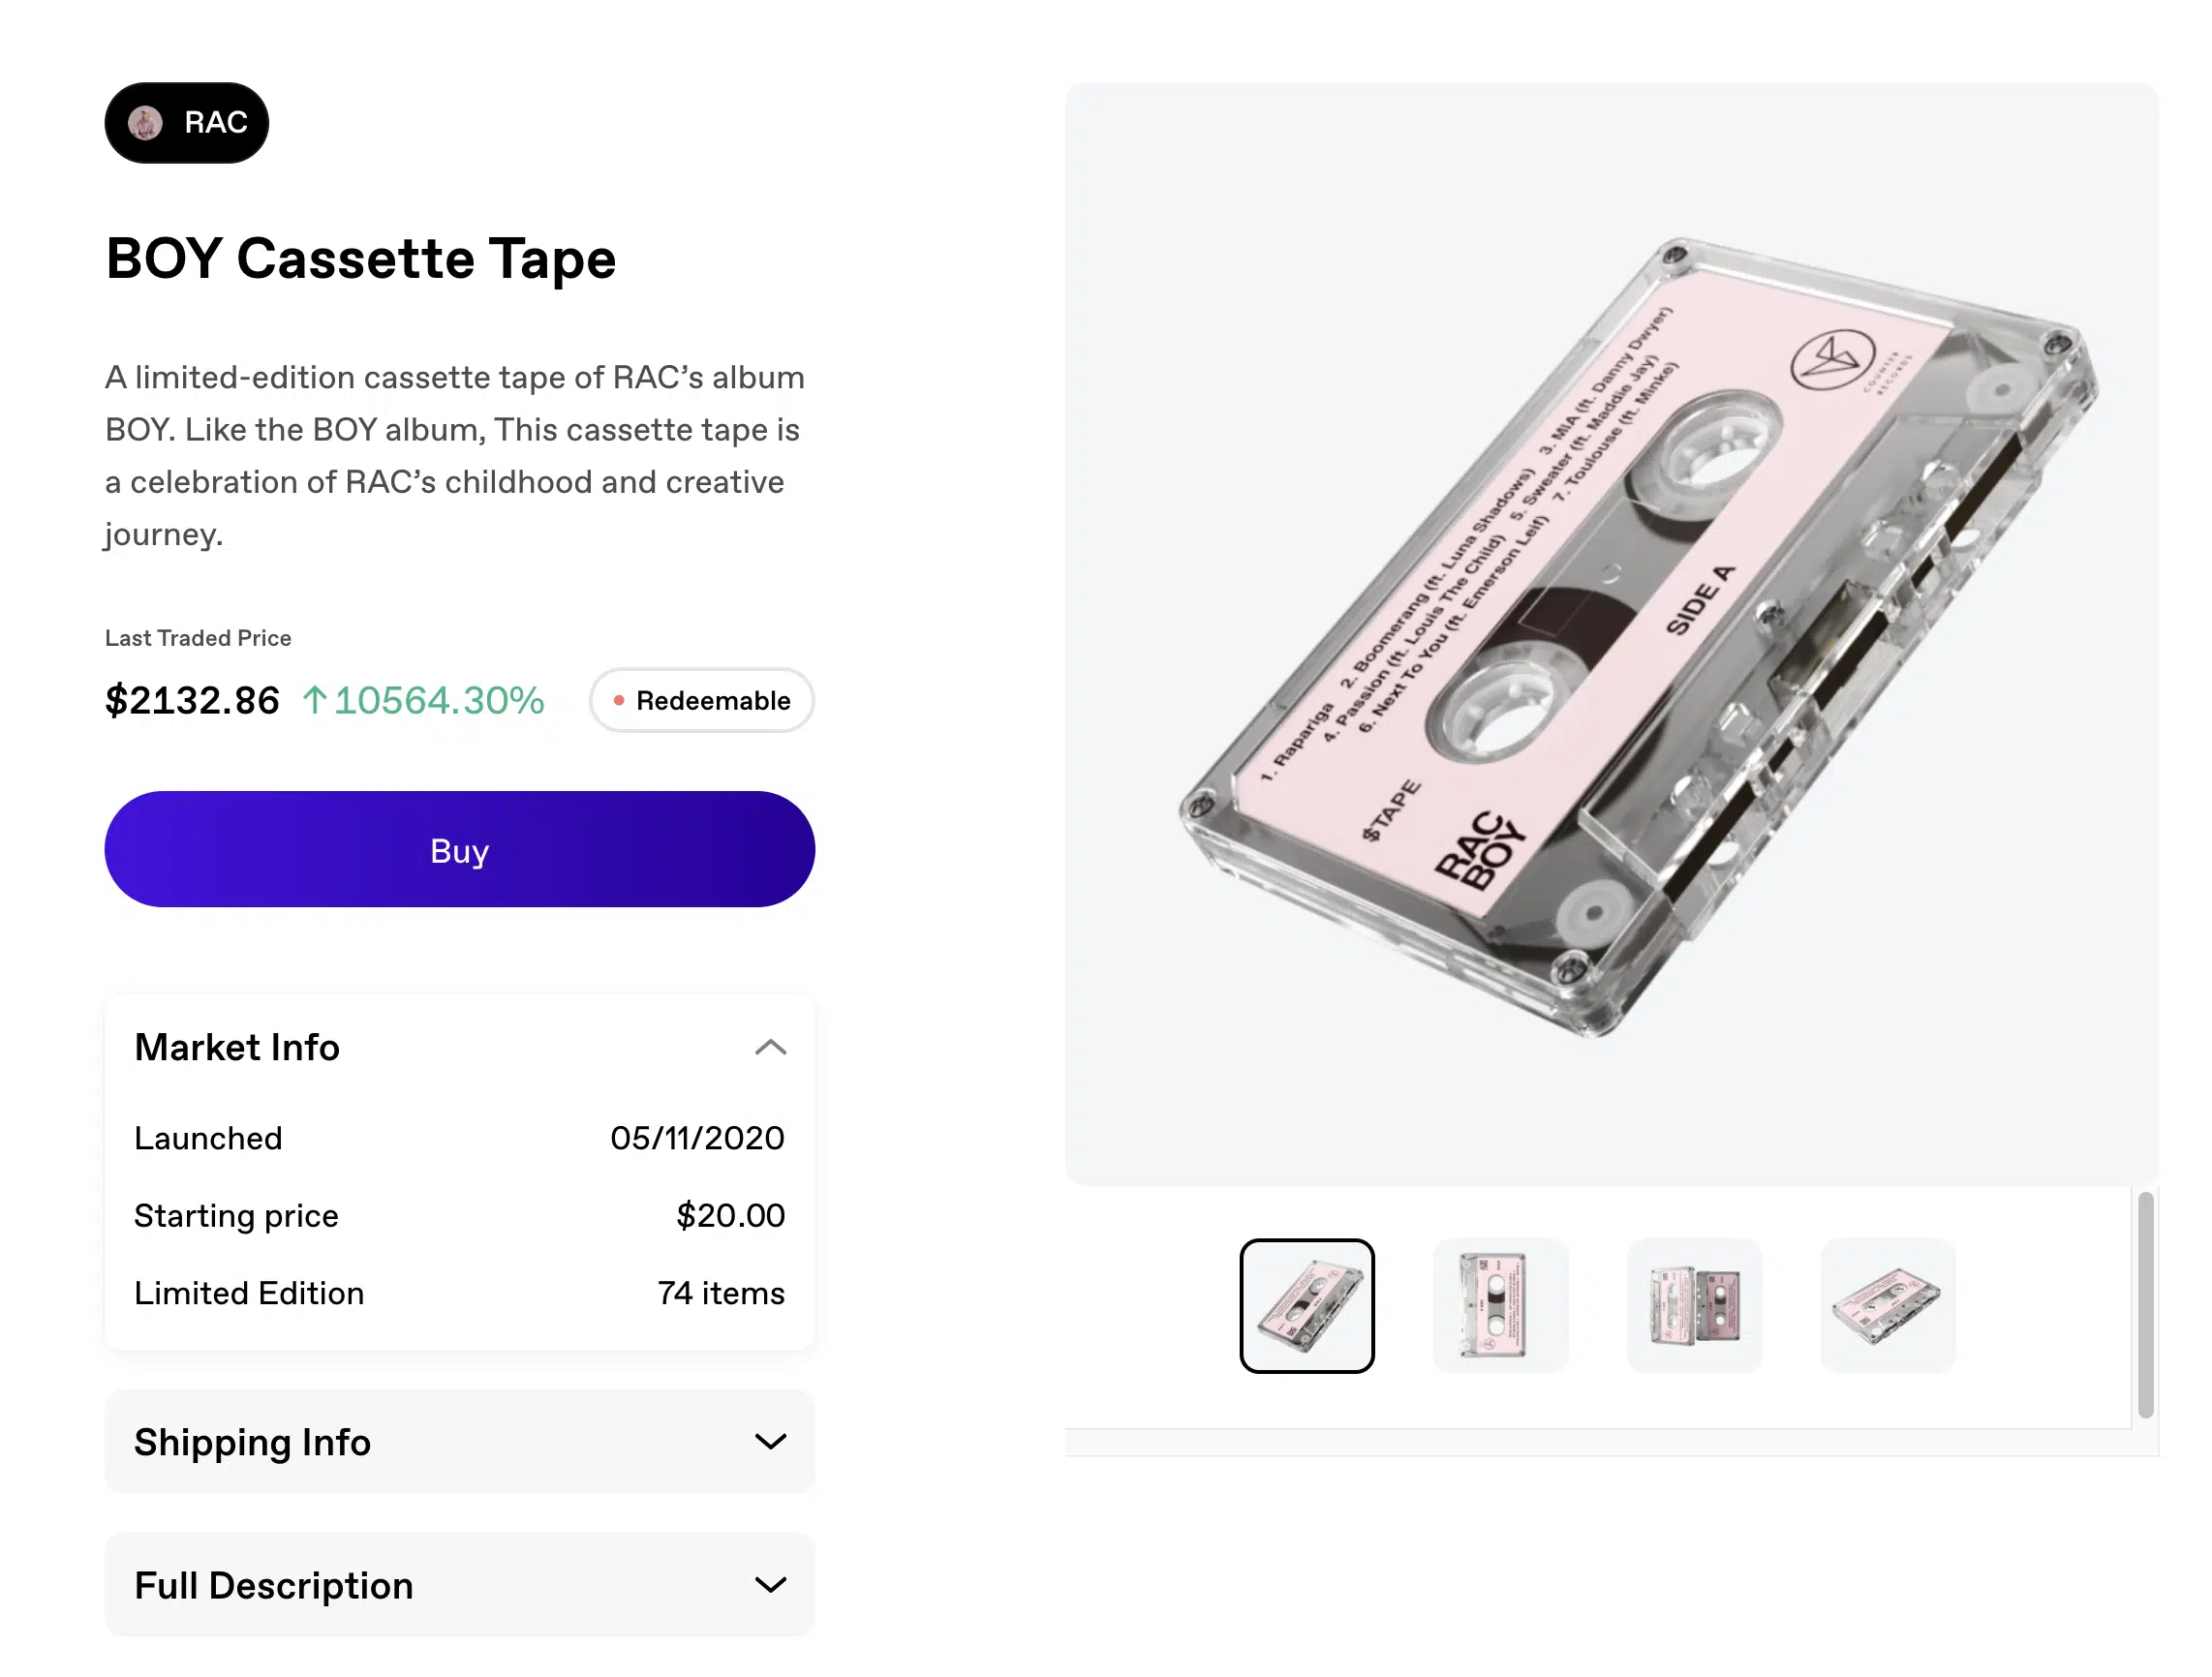 RAC
BOY Cassette Tape
A limited-edition cassette tape of RAC’s album
BOY. Like the BOY album, This cassette tape is
a celebration of RAC’s childhood and creative
journey.
Last Traded Price
$2132.86 ↑10564.30%
Redeemable
Buy
Market Info
Launched 05/11/2020
Starting price $20.00
Limited Edition 74 items
Shipping Info
Full Description
1. Rapariga 2. Boomerang (ft. Luna Shadows) 3. MIA (ft. Danny Dwyer)
4. Passion (ft. Louis The Child) 5. Sweater (ft. Maddie Jay)
6. Next To You (ft. Emerson Leif) 7. Toulouse (ft. Minke)
COUNTER
RECORDS
SIDE A
$TAPE
RAC
BOY